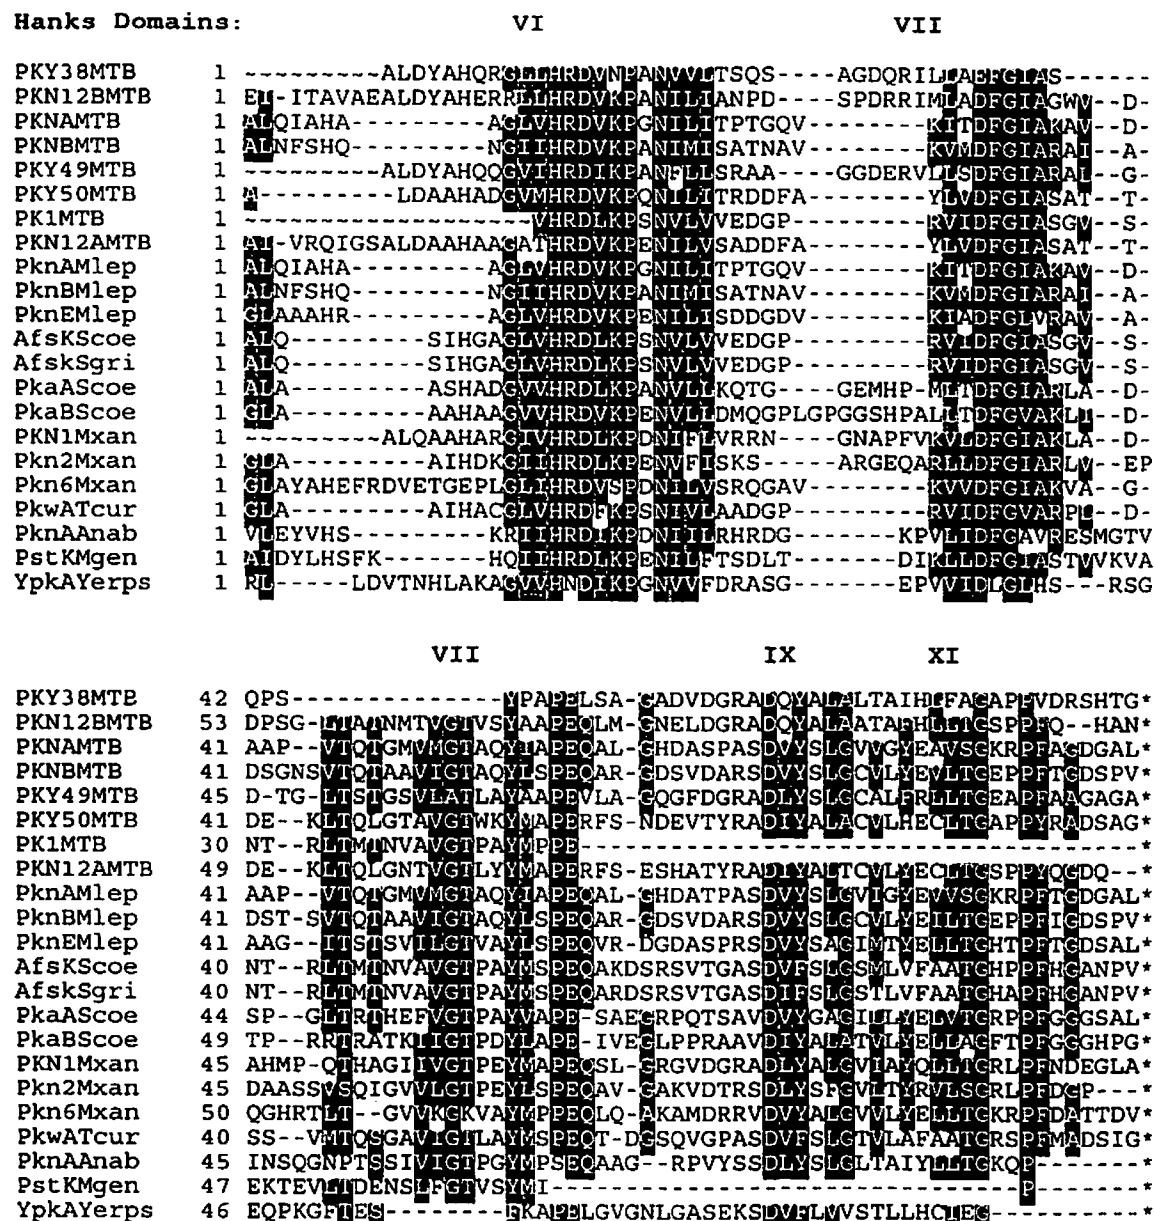 Hanks Domains: VI VII
PKY38MTB 1 ~~~~~~~~~ALDYAHQRGLLHRDVNPANVVLTSQS----AGDQRILLAEFGIAS------
PKN12BMTB 1 EI-ITAVAEALDYAHERRLLHRDVKPANILIANPD----SPDRRIMLADFGIAGWV--D-
PKNAMTB 1 ALQIAHA---------AGLVHRDVKPGNILITPTGQV--------KITDFGIAKAV--D-
PKNBMTB 1 ALNFSHQ---------NGIIHRDVKPANIMISATNAV--------KVMDFGIARAI--A-
PKY49MTB 1 ~~~~~~~~~ALDYAHQQGVIHRDIKPANFLLSRAA----GGDERVLLSDFGIARAL--G-
PKY50MTB 1 A---------LDAAHADGVMHRDVKPQNILITRDDFA--------YLVDFGIASAT--T-
PK1MTB 1 ~~~~~~~~~~~~~~~~~~~VHRDLKPSNVLVVEDGP---------RVIDFGIASGV--S-
PKN12AMTB 1 AI-VRQIGSALDAAHAAGATHRDVKPENILVSADDFA--------YLVDFGIASAT--T-
PknAMlep 1 ALQIAHA---------AGLVHRDVKPGNILITPTGQV--------KITDFGIAKAV--D-
PknBMlep 1 ALNFSHQ---------NGIIHRDVKPANIMISATNAV--------KVMDFGIARAI--A-
PknEMlep 1 GLAAAHR---------AGLVHRDVKPENILISDDGDV--------KIADFGLVRAV--A-
AfsKScoe 1 ALQ---------SIHGAGLVHRDLKPSNVLVVEDGP---------RVIDFGIASGV--S-
AfskSgri 1 ALQ---------SIHGAGLVHRDLKPSNVLVVEDGP---------RVIDFGIASGV--S-
PkaAScoe 1 ALA---------ASHADGVVHRDLKPANVLLKQTG----GEMHP-MLTDFGIARLA--D-
PkaBScoe 1 GLA---------AAHAAGVVHRDVKPENVLLDMQGPLGPGGSHPALLTDFGVAKLI--D-
PKN1Mxan 1 ~~~~~~~~~ALQAAHARGIVHRDLKPDNIFLVRRN----GNAPFVKVLDFGIAKLA--D-
Pkn2Mxan 1 GLA---------AIHDKGIIHRDLKPENVFISKS-----ARGEQARLLDFGIARLV--EP
Pkn6Mxan 1 GLAYAHEFRDVETGEPLGLIHRDVSPDNILVSRQGAV--------KVVDFGIAKVA--G-
PkwATcur 1 GLA---------AIHACGLVHRDFKPSNIVLAADGP---------RVIDFGVARPL--D-
PknAAnab 1 VLEYVHS---------KRIIHRDIKPDNIILRHRDG------KPVLIDFGAVRESMGTV
PstKMgen 1 AIDYLHSFK-------HQIIHRDIKPENILFTSDLT------DIKLLDFGIASTVVKVA
YpkAYerps 1 RL------LDVTNHLAKAGVVHNDIKPGNVVFDRASG------EPVVIDLGLHS---RSG
VII IX XI
PKY38MTB 42 QPS--------------YPAPELSA-GADVDGRADQYALALTAIHLFAGAPPVDRSHTG*
PKN12BMTB 53 DPSG-LTATNMTVGTVSYAAPEQLM-GNELDGRADQYALAATAFHLLTGSPPFQ--HAN*
PKNAMTB 41 AAP--VTQTGMVMGTAQYIAPEQAL-GHDASPASDVYSLGVVGYEAVSGKRPFAGDGAL*
PKNBMTB 41 DSGNSVTQTAAVIGTAQYLSPEQAR-GDSVDARSDVYSLGCVLYEVLTGEPPFTGDSPV*
PKY49MTB 45 D-TG-LTSTGSVLATLAYAAPEVLA-GQGFDGRADLYSLGCALFRLLTGEAPFAAGAGA*
PKY50MTB 41 DE--KLTQLGTAVGTWKYMAPERFS-NDEVTYRADIYALACVLHECLTGAPPYRADSAG*
PK1MTB 30 NT--RLTMTNVAVGTPAYMPPE-------------------------------------*
PKN12AMTB 49 DE--KLTQLGNTVGTLYYMAPERFS-ESHATYRADIYALTCVLYECLTGSPPYQGDQ--*
PknAMlep 41 AAP--VTQTGMVMGTAQYIAPEQAL-GHDATPASDVYSLGVIGYEVVSGKRPFTGDGAL*
PknBMlep 41 DST-SVTQTAAVIGTAQYLSPEQAR-GDSVDARSDVYSLGCVLYEILTGEPPFIGDSPV*
PknEMlep 41 AAG--ITSTSVILGTVAYLSPEQVR-DGDASPRSDVYSAGIMTYELLTGHTPFTGDSAL*
AfsKScoe 40 NT--RLTMTNVAVGTPAYMSPEQAKDSRSVTGASDVFSLGSMLVFAATGHPPFHGANPV*
AfskSgri 40 NT--RLTMTNVAVGTPAYMSPEQARDSRSVTGASDIFSLGSTLVFAATGHAPFHGANPV*
PkaAScoe 44 SP--GLTRTHEFVGTPAYVAPE-SAEGRPQTSAVDVYGAGILLYELVTGRPPFGGGSAL*
PkaBScoe 49 TP--RRTRATKIIGTPDYLAPE-IVEGLPPRAAVDIYALATVLYELLAGFTPFGGGHPG*
PKN1Mxan 45 AHMP-QTHAGIIVGTPEYMAPEQSL-GRGVDGRADLYALGVIAYQLLTGRLPFNDEGLA*
Pkn2Mxan 45 DAASSVSQIGVVLGTPEYLSPEQAV-GAKVDTRSDLYSFGVLTYRVLSGRLPFDGP---*
Pkn6Mxan 50 QGHRTLT--GVVKGKVAYMPPEQLQ-AKAMDRRVDVYALGVVLYELLTGKRPFDATTDV*
PkwATcur 40 SS--VMTQSGAVIGTLAYMSPEQT-DGSQVGPASDVFSLGTVLAFAATGRSPFMADSIG*
PknAAnab 45 INSQGNPTSSIVIGTPGYMPSEQAAG--RPVYSSDLYSLGLTAIYLLTGKQP-------*
PstKMgen 47 EKTEVLTDENSLFGTVSYMI-------------------------------P-------*
YpkAYerps 46 EQPKGFTES--------FKAPELGVGNLGASEKSDVFLVVSTLLHCIEG----------*